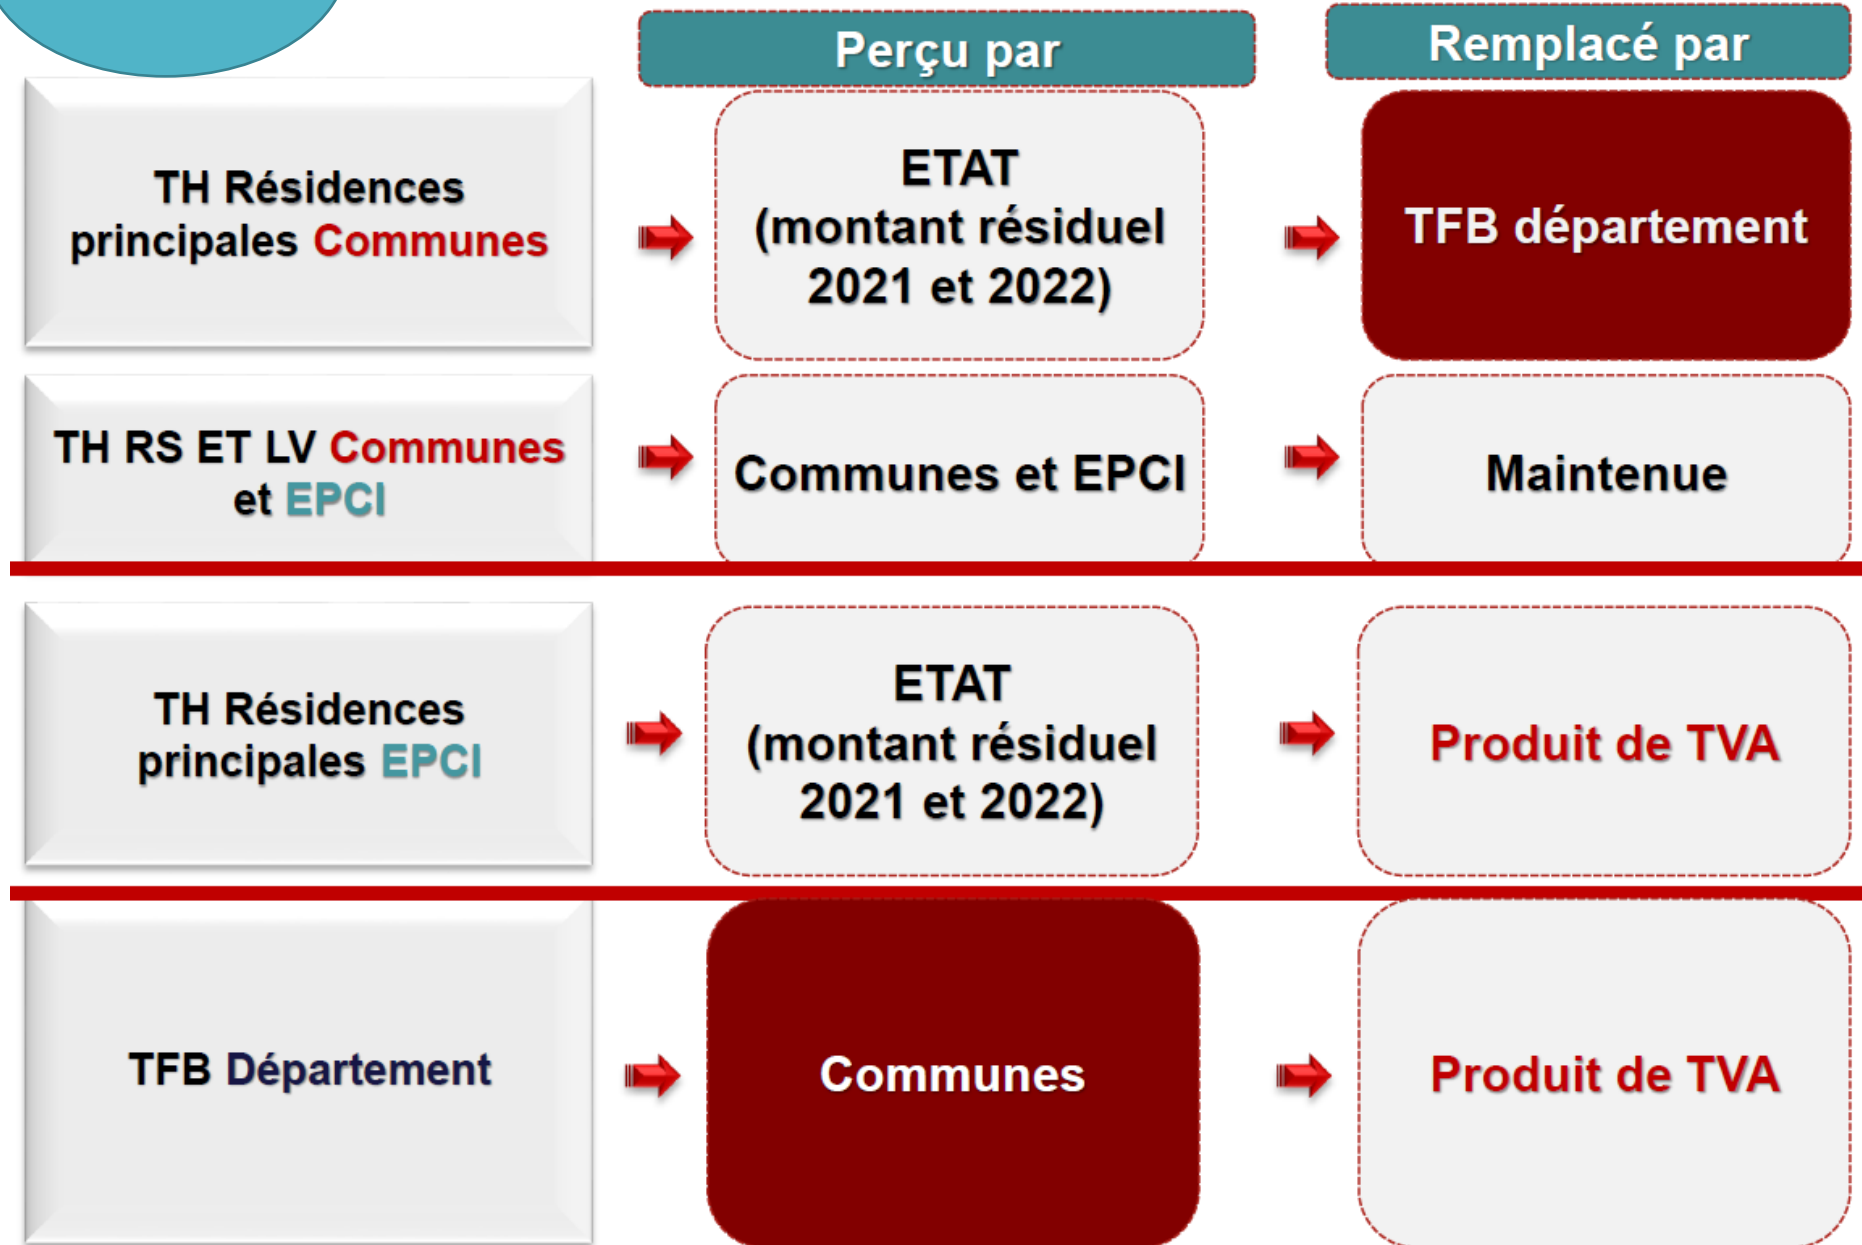 Perçu par
Remplacé par
TH Résidences
principales Communes
ETAT
(montant résiduel
2021 et 2022)
TFB département
TH RS ET LV Communes
et EPCI
Communes et EPCI
Maintenue
TH Résidences
principales EPCI
ETAT
(montant résiduel
2021 et 2022)
Produit de TVA
TFB Département
Communes
Produit de TVA